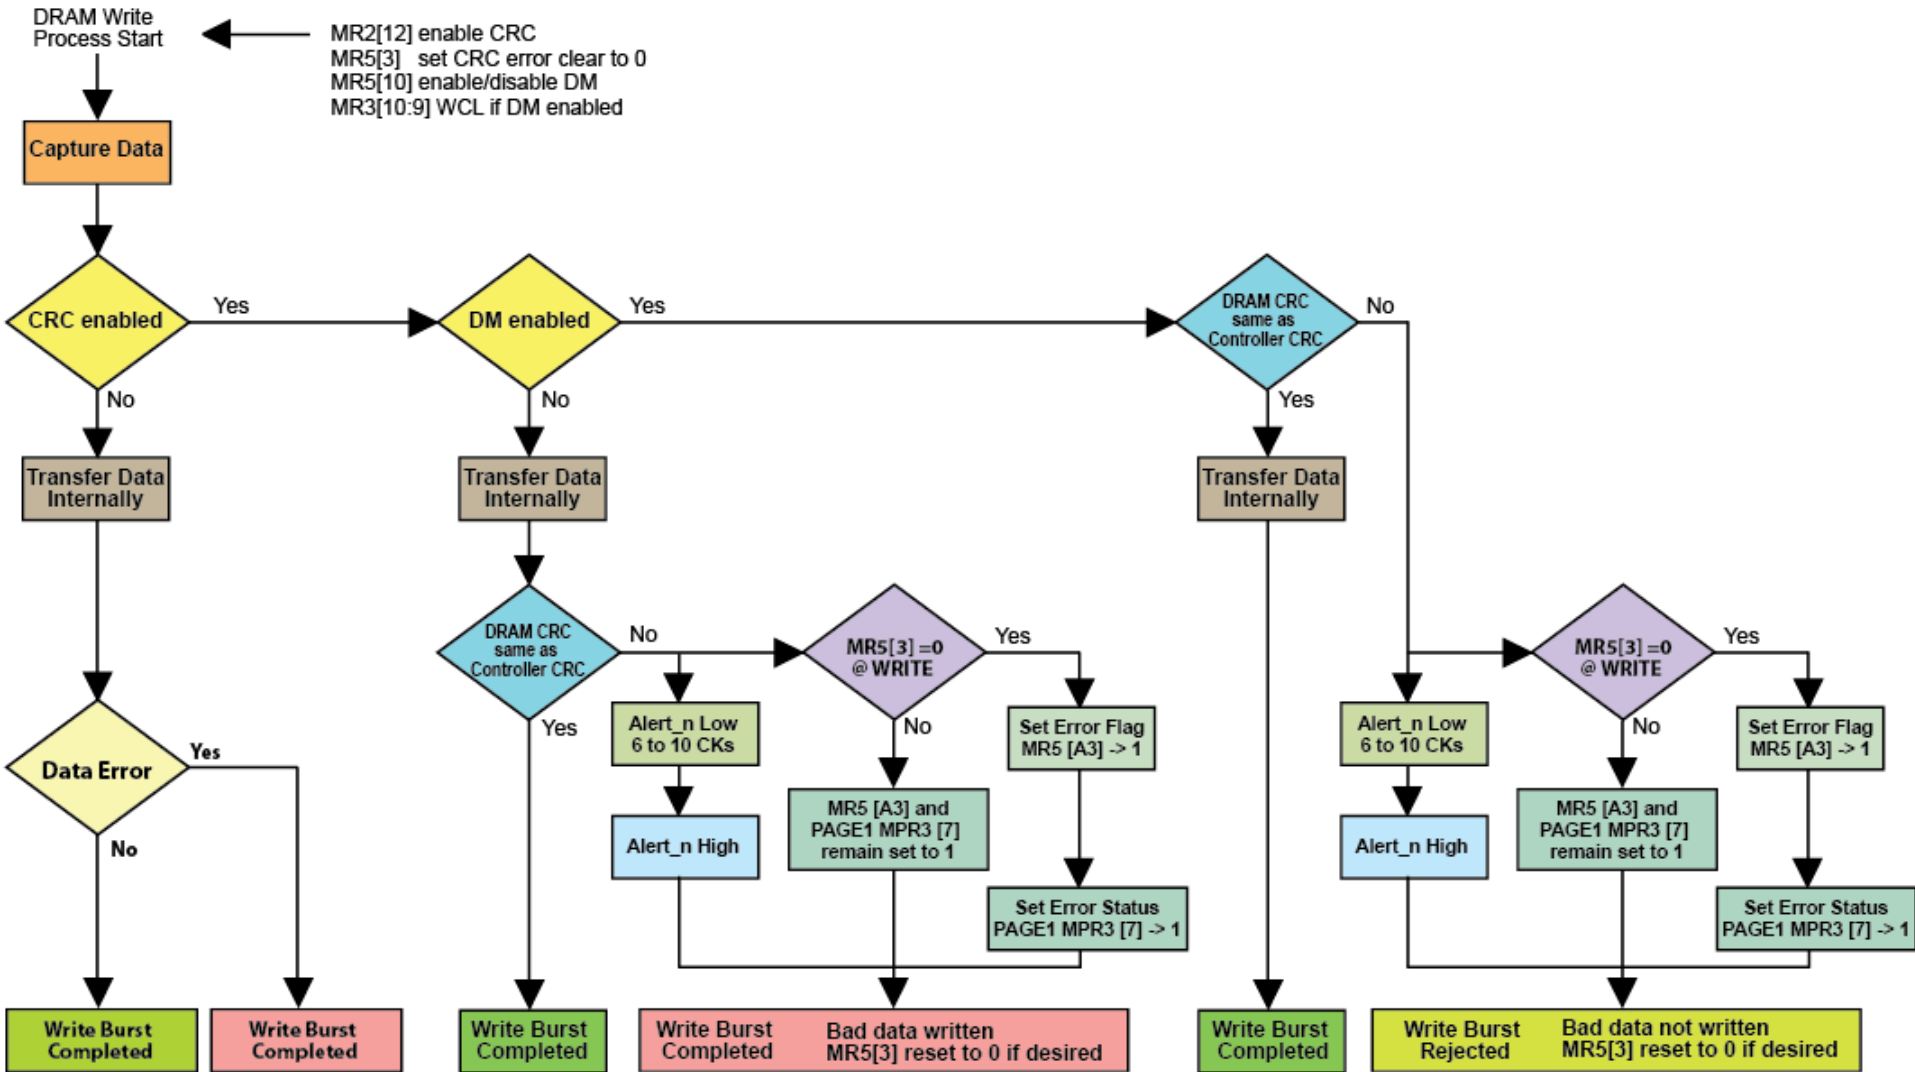 DRAM Write
Process Start
MR2[12] enable CRC
MR5[3] set CRC error clear to 0
MR5[10] enable/disable DM
MR3[10:9] WCL if DM enabled
Capture Data
CRC enabled
Yes
DM enabled
Yes
DRAM CRC
same as
Controller CRC
No
No
No
Yes
Transfer Data
Internally
Transfer Data
Internally
Transfer Data
Internally
DRAM CRC
same as
Controller CRC
No
Yes
MR5[3] =0
@ WRITE
Yes
No
MR5[3] =0
@ WRITE
Yes
No
Alert_n Low
6 to 10 CKs
Set Error Flag
MR5 [A3] -> 1
Alert_n Low
6 to 10 CKs
Set Error Flag
MR5 [A3] -> 1
Data Error
Yes
No
Alert_n High
MR5 [A3] and
PAGE1 MPR3 [7]
remain set to 1
Alert_n High
MR5 [A3] and
PAGE1 MPR3 [7]
remain set to 1
Set Error Status
PAGE1 MPR3 [7] -> 1
Set Error Status
PAGE1 MPR3 [7] -> 1
Write Burst
Completed
Write Burst
Completed
Write Burst
Completed
Write Burst
Completed
Bad data written
MR5[3] reset to 0 if desired
Write Burst
Completed
Write Burst
Rejected
Bad data not written
MR5[3] reset to 0 if desired